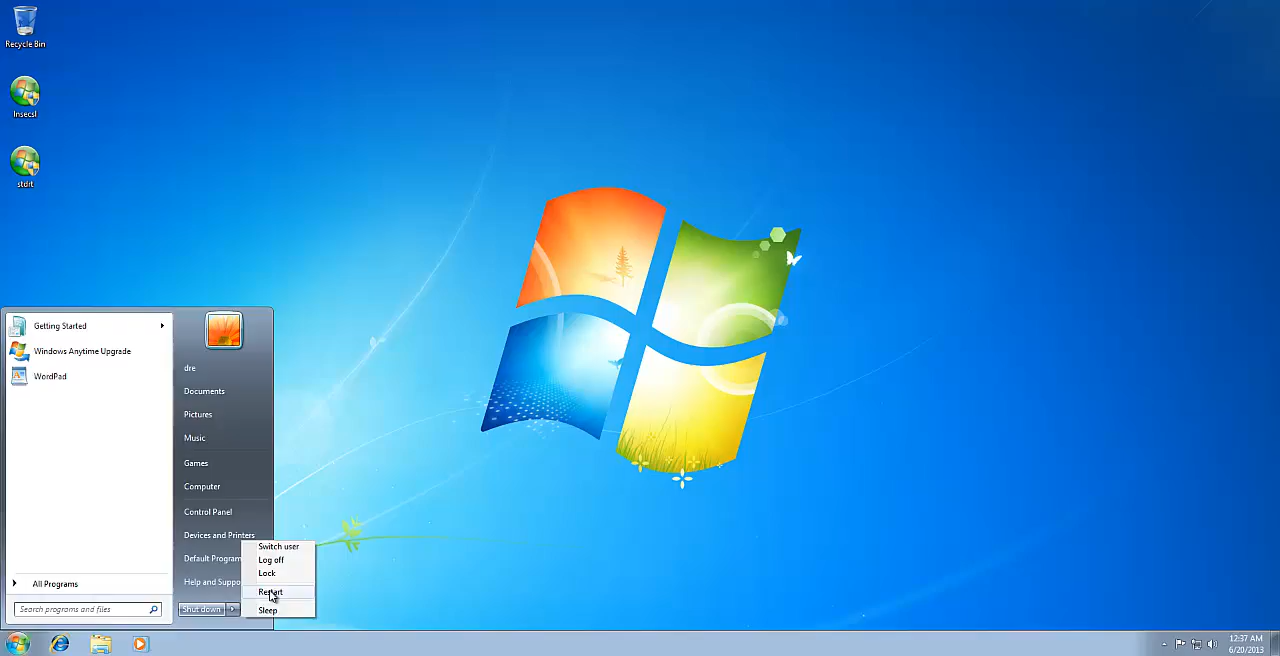 Recycle Bin
Insecsl
stdrt
Getting Started
Windows Anytime Upgrade
WordPad
All Programs
Search programs and files
dre
Documents
Pictures
Music
Games
Computer
Control Panel
Devices and Printers
Default Program
Help and Suppo
Shut down
Switch user
Log off
Lock
Restart
Sleep
12:37 AM
6/20/2013